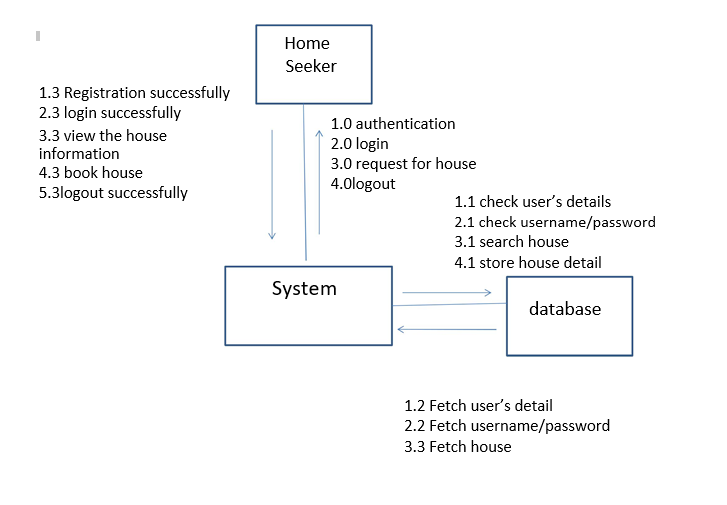 Home
Seeker
1.3 Registration successfully
2.3 login successfully
3.3 view the house
information
4.3 book house
5.3logout successfully
1.0 authentication
2.0 login
3.0 request for house
4.0logout
1.1 check user’s details
2.1 check username/password
3.1 search house
4.1 store house detail
System
database
1.2 Fetch user’s detail
2.2 Fetch username/password
3.3 Fetch house